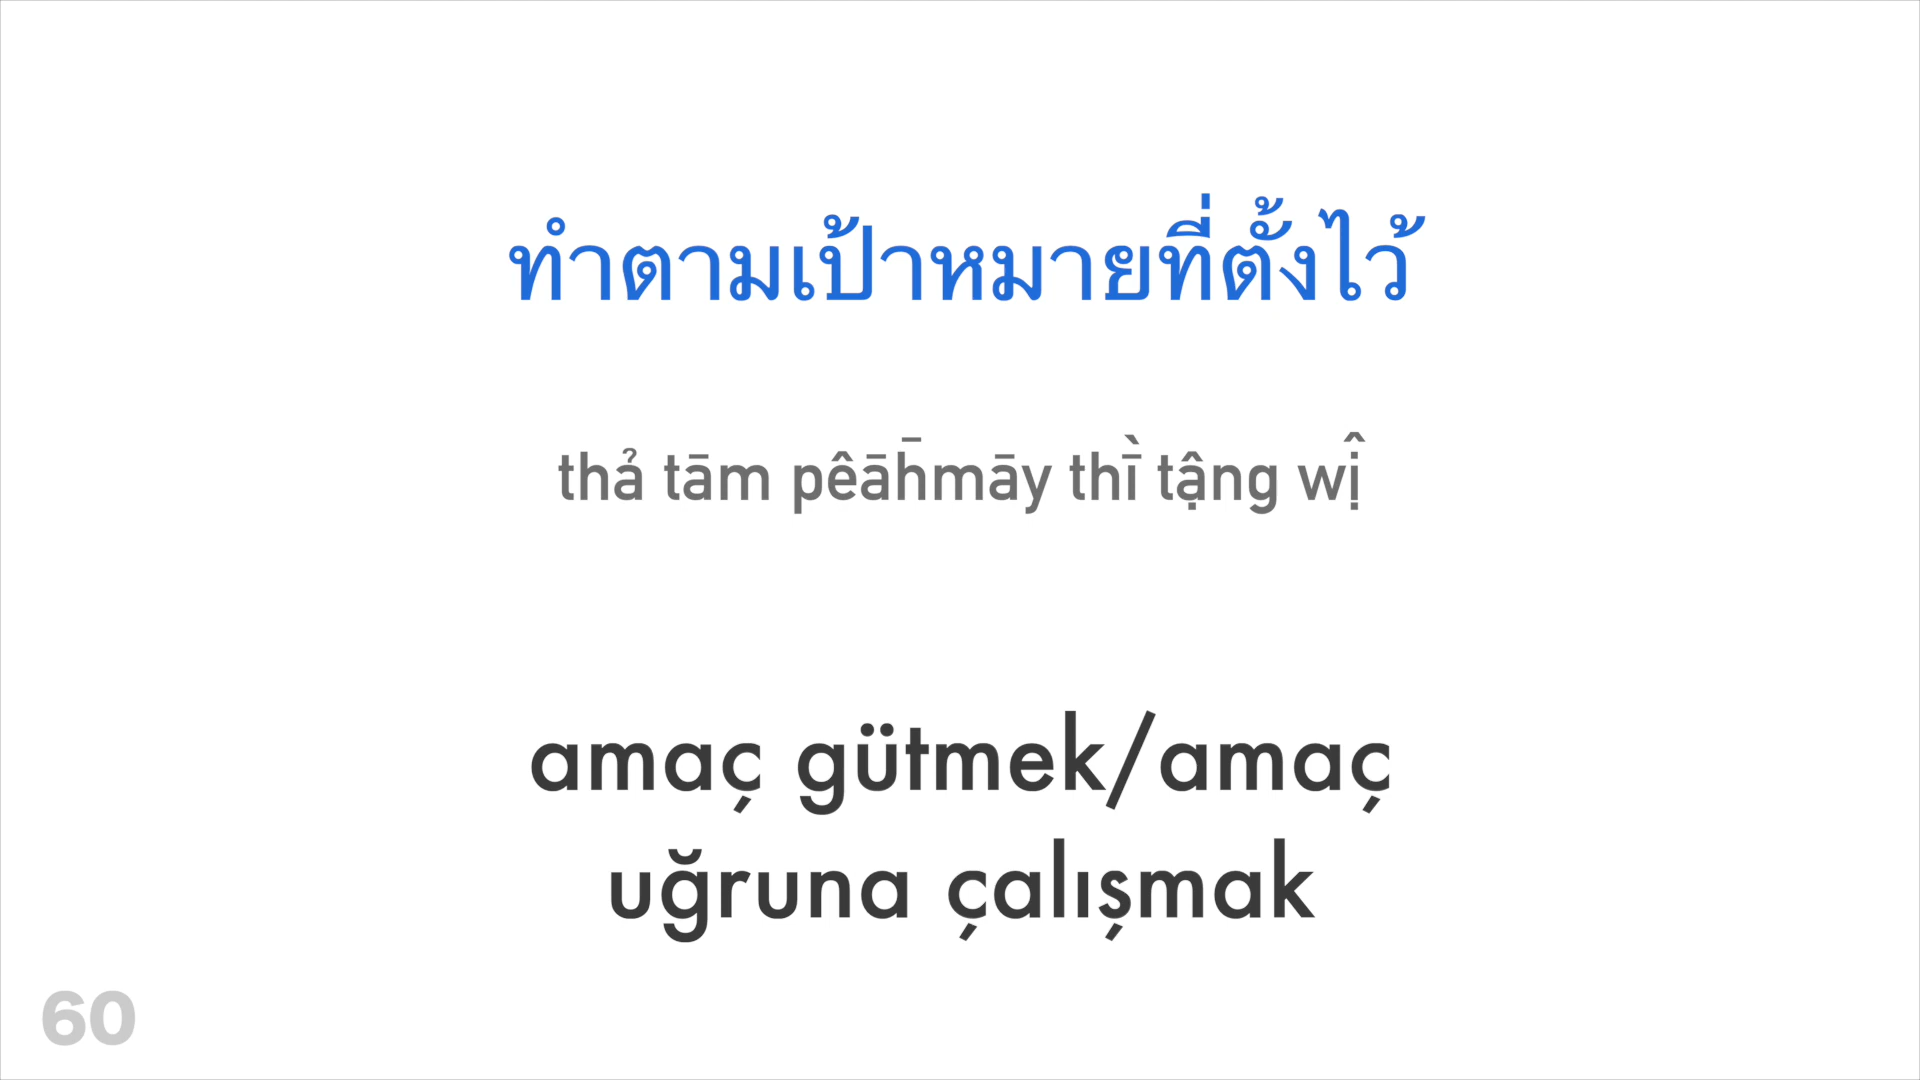 ทำตามเป้าหมายที่ตั้งไว้
thả tām pêāh̄māy thī̀ tậng wị̂
amaç gütmek/amaç
uğruna çalışmak
60